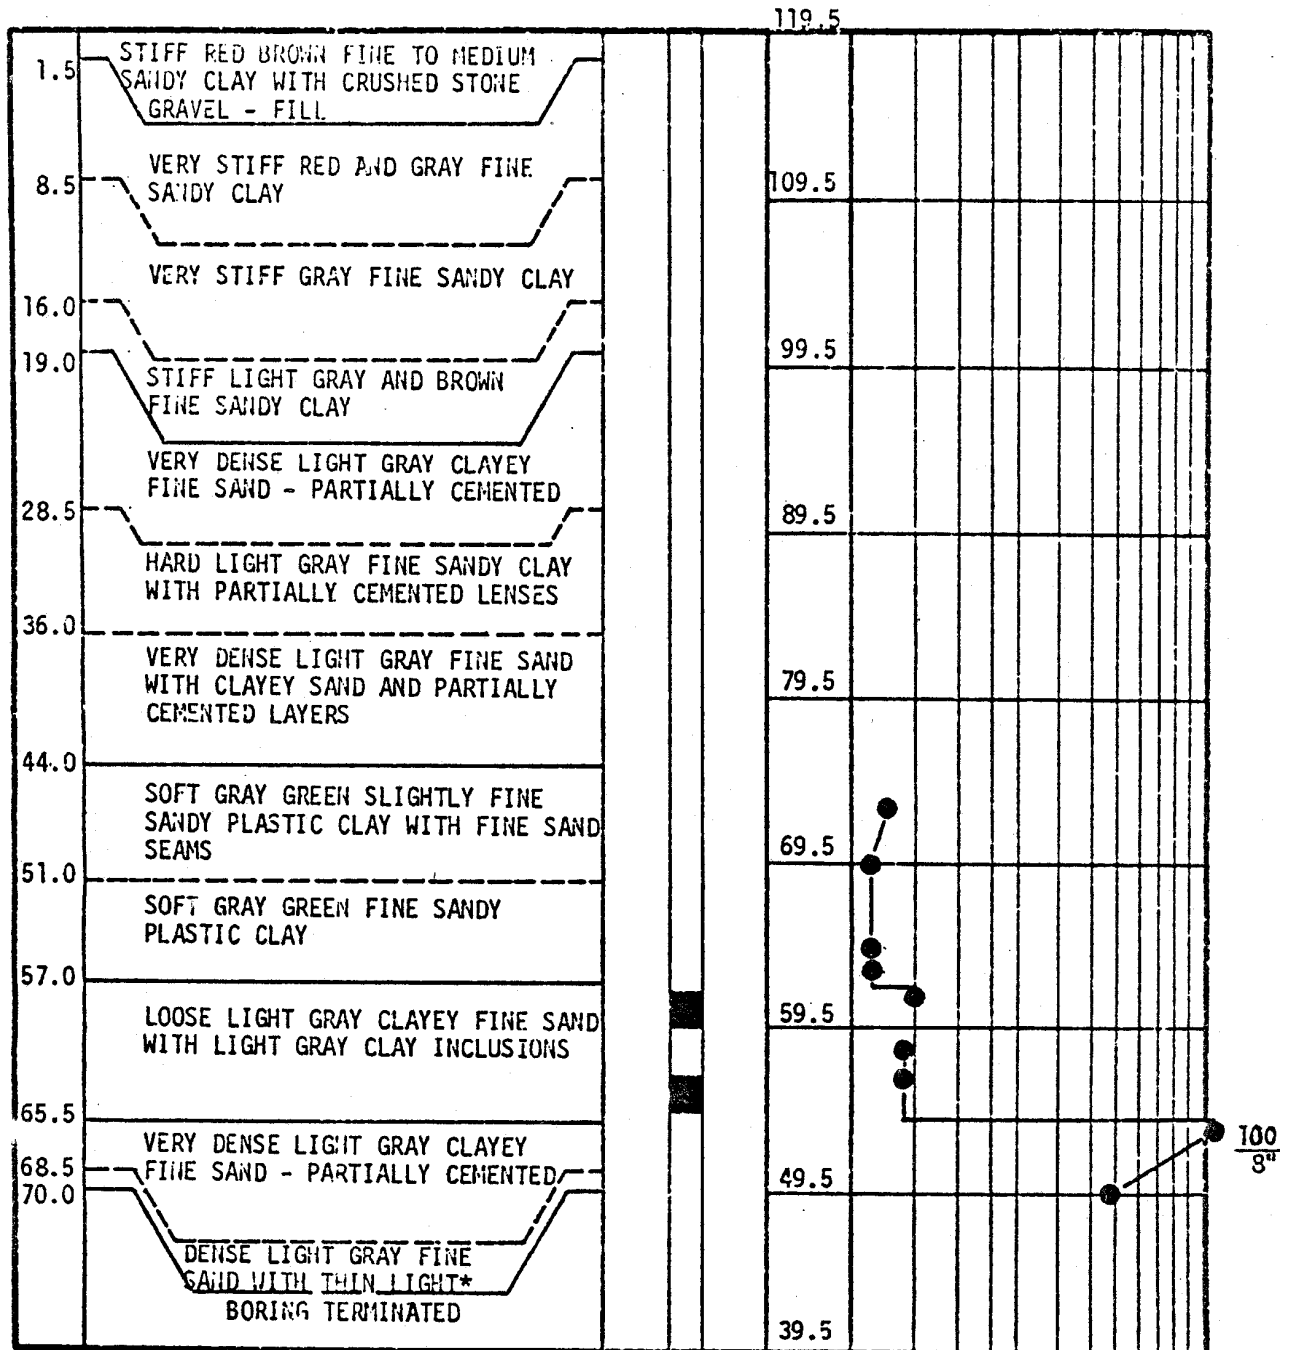 119.5
1.5
STIFF RED BROWN FINE TO MEDIUM
SANDY CLAY WITH CRUSHED STONE
GRAVEL - FILL
8.5
VERY STIFF RED AND GRAY FINE
SANDY CLAY
109.5
VERY STIFF GRAY FINE SANDY CLAY
16.0
19.0
99.5
STIFF LIGHT GRAY AND BROWN
FINE SANDY CLAY
VERY DENSE LIGHT GRAY CLAYEY
FINE SAND - PARTIALLY CEMENTED
28.5
89.5
HARD LIGHT GRAY FINE SANDY CLAY
WITH PARTIALLY CEMENTED LENSES
36.0
VERY DENSE LIGHT GRAY FINE SAND
WITH CLAYEY SAND AND PARTIALLY
CEMENTED LAYERS
79.5
44.0
SOFT GRAY GREEN SLIGHTLY FINE
SANDY PLASTIC CLAY WITH FINE SAND
SEAMS
69.5
51.0
SOFT GRAY GREEN FINE SANDY
PLASTIC CLAY
57.0
LOOSE LIGHT GRAY CLAYEY FINE SAND
WITH LIGHT GRAY CLAY INCLUSIONS
59.5
65.5
VERY DENSE LIGHT GRAY CLAYEY
FINE SAND - PARTIALLY CEMENTED
100
8"
68.5
70.0
49.5
DENSE LIGHT GRAY FINE
SAND WITH THIN LIGHT*
BORING TERMINATED
39.5